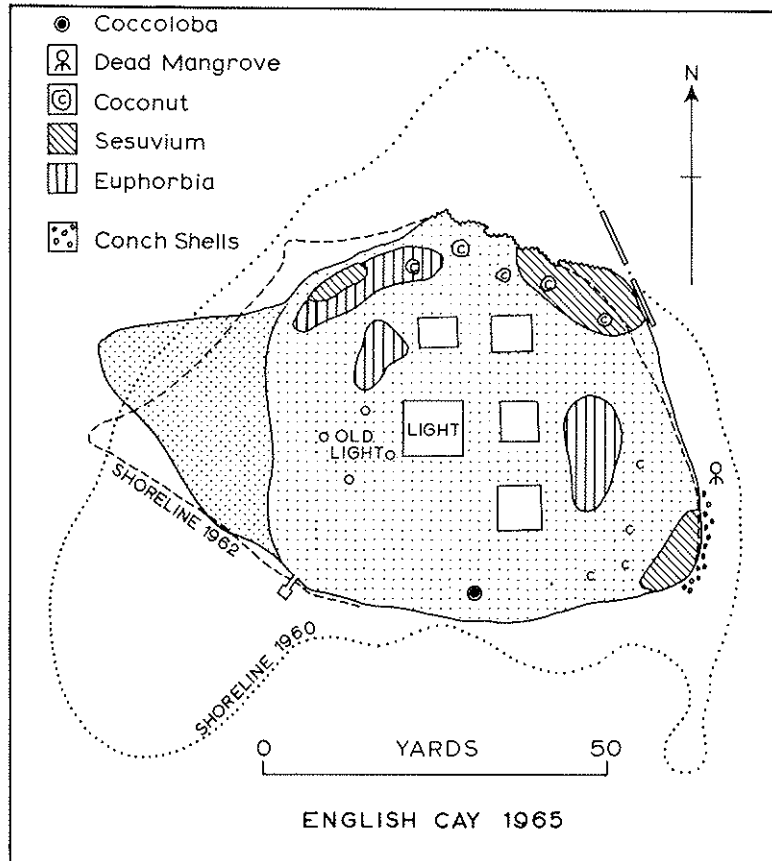 Coccoloba
Dead Mangrove
Coconut
Sesuvium
Euphorbia
Conch Shells
N
OLD
LIGHT
LIGHT
SHORELINE 1962
SHORELINE 1960
0 YARDS 50
ENGLISH CAY 1965